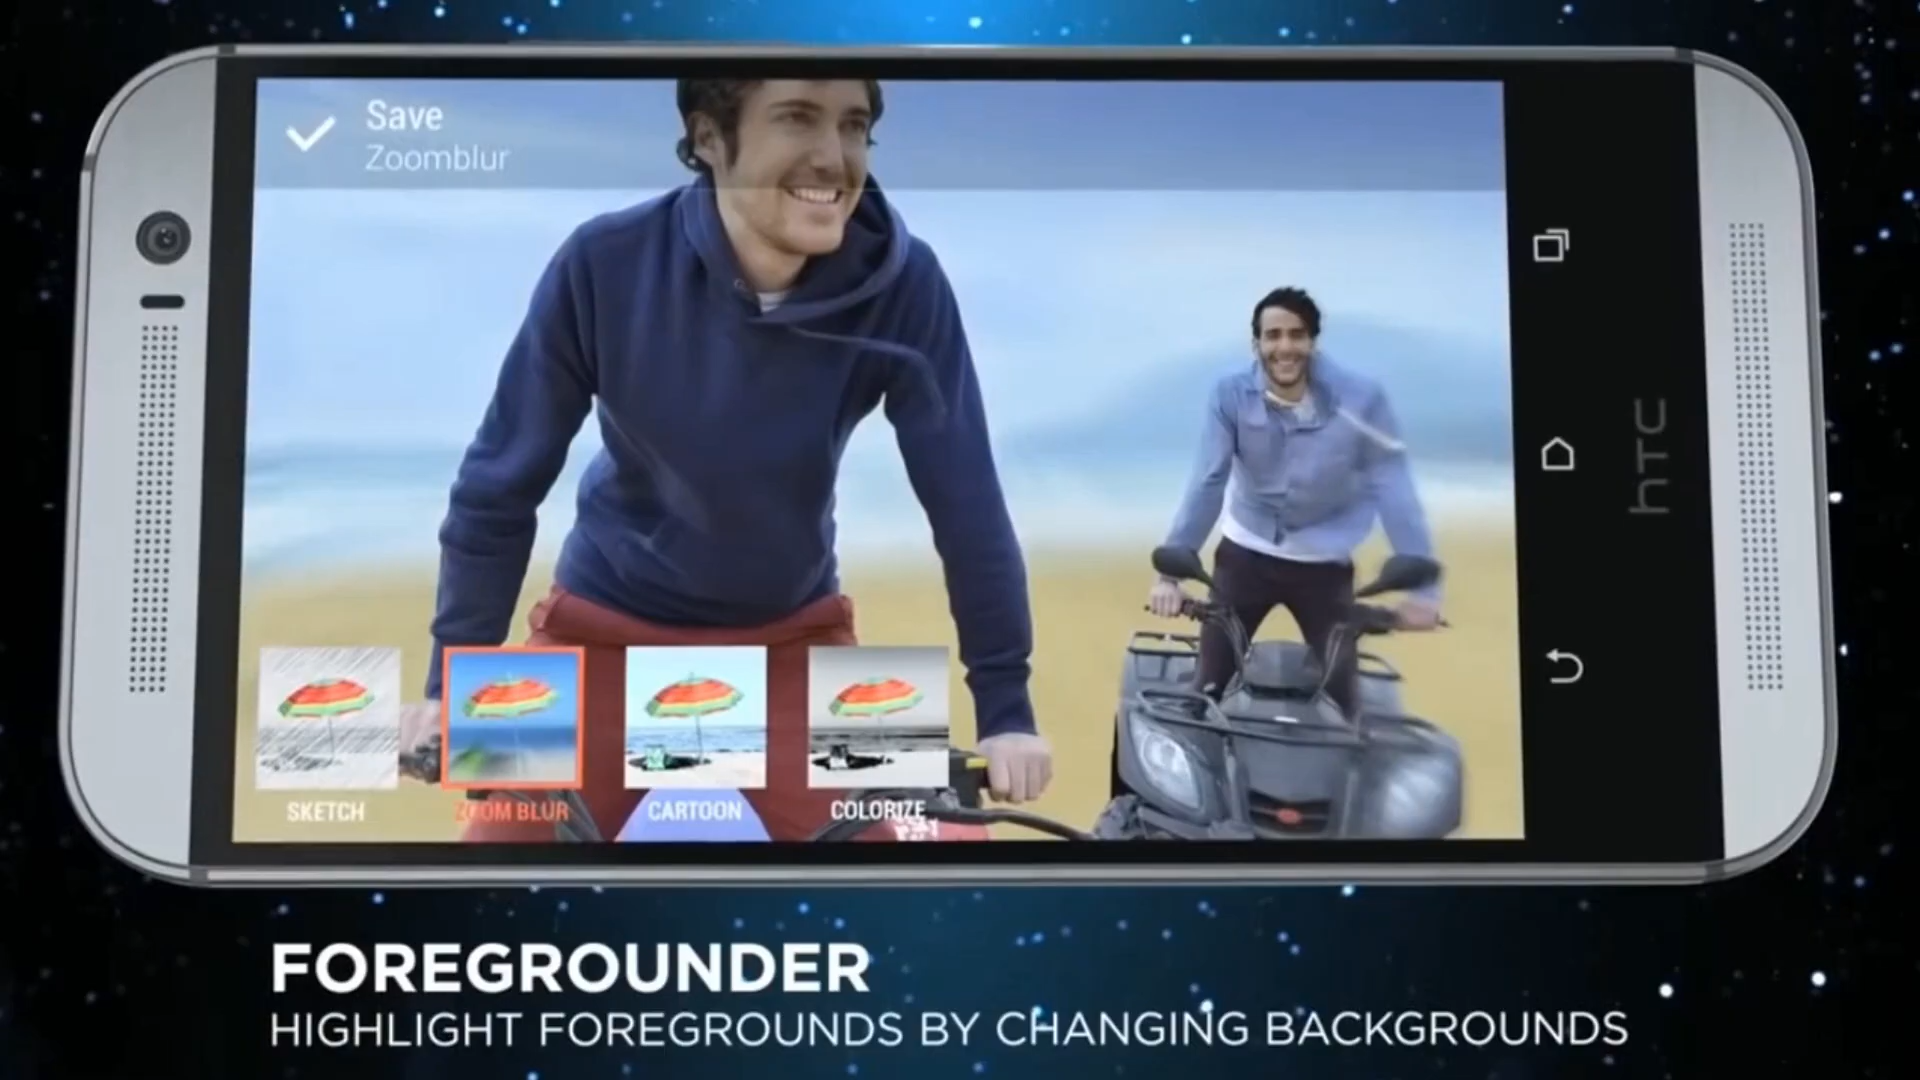 Save
Zoomblur
hTC
SKETCH
ZOOM BLUR
CARTOON
COLORIZE
FOREGROUNDER
HIGHLIGHT FOREGROUNDS BY CHANGING BACKGROUNDS